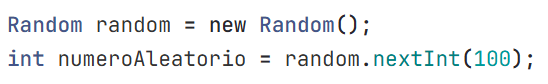 Random random = new Random();
int numeroAleatorio = random.nextInt(100);